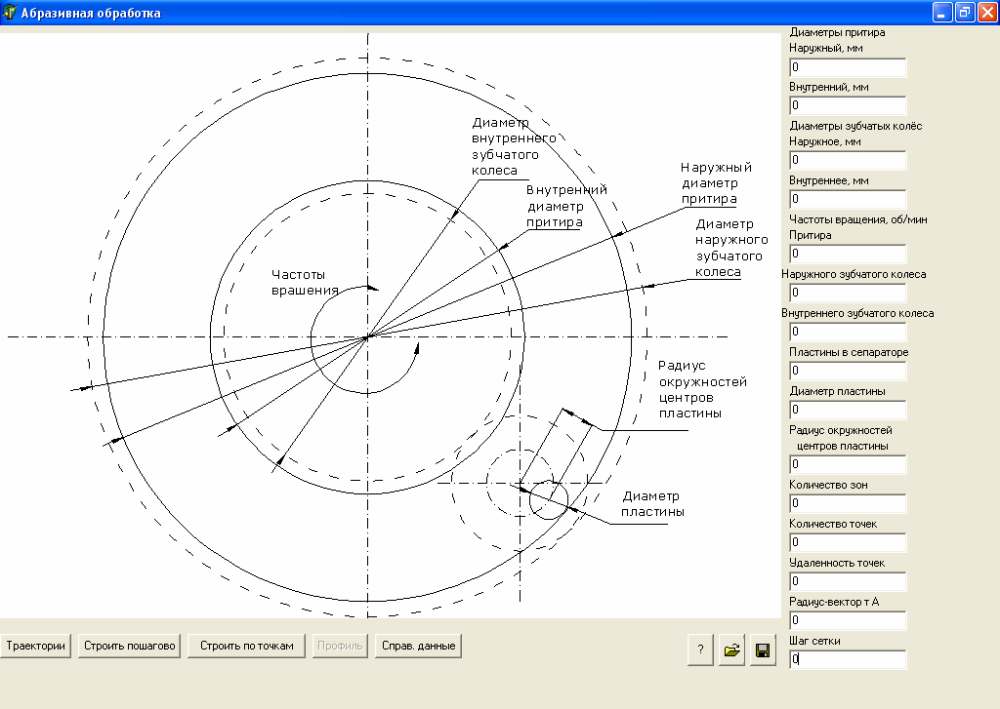 Абразивная обработка
Диаметр
внутреннего
зубчатого
колеса
Внутренний
диаметр
притира
Наружный
диаметр
притира
Диаметр
наружного
зубчатого
колеса
Частоты
врашения
Радиус
окружностей
центров
пластины
Диаметр
пластины
Диаметры притира
Наружный, мм
0
Внутренний, мм
0
Диаметры зубчатых колёс
Наружное, мм
0
Внутреннее, мм
0
Частоты вращения, об/мин
Притира
0
Наружного зубчатого колеса
0
Внутреннего зубчатого колеса
0
Пластины в сепараторе
0
Диаметр пластины
0
Радиус окружностей
центров пластины
0
Количество зон
0
Количество точек
0
Удаленность точек
0
Радиус-вектор т А
0
Шаг сетки
0
Траектории
Строить пошагово
Строить по точкам
Профиль
Справ. данные
?